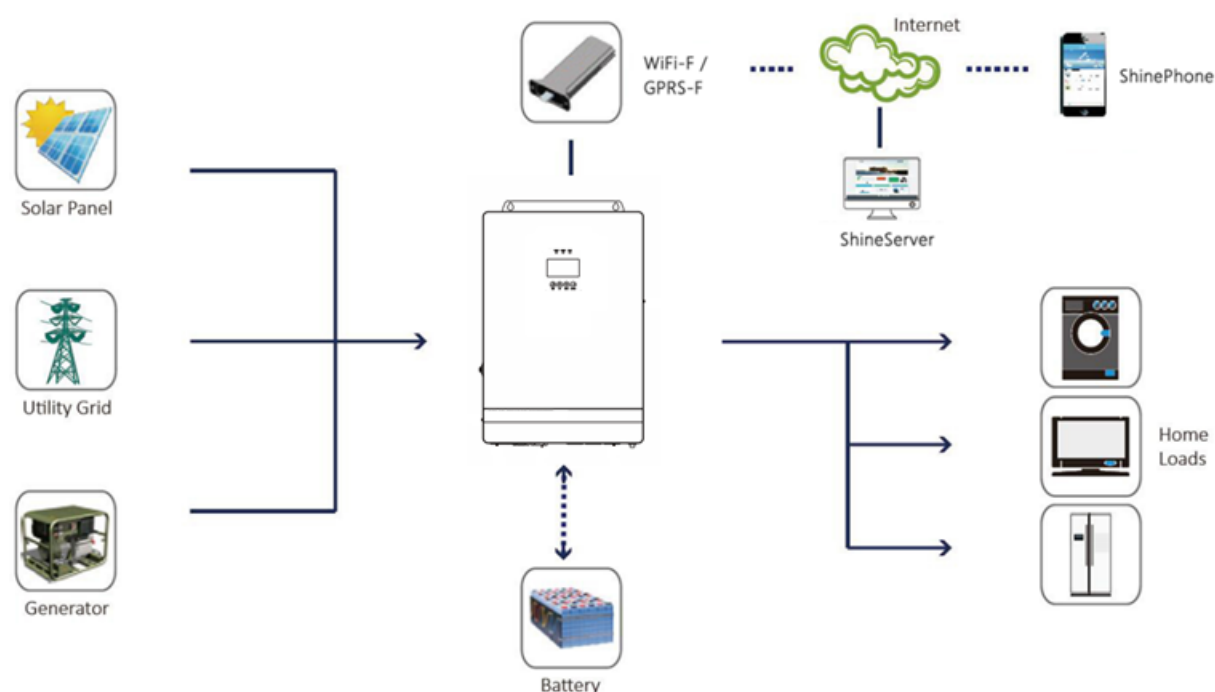 Internet
WiFi-F /
GPRS-F
ShinePhone
Solar Panel
ShineServer
Utility Grid
Home
Loads
Generator
Battery